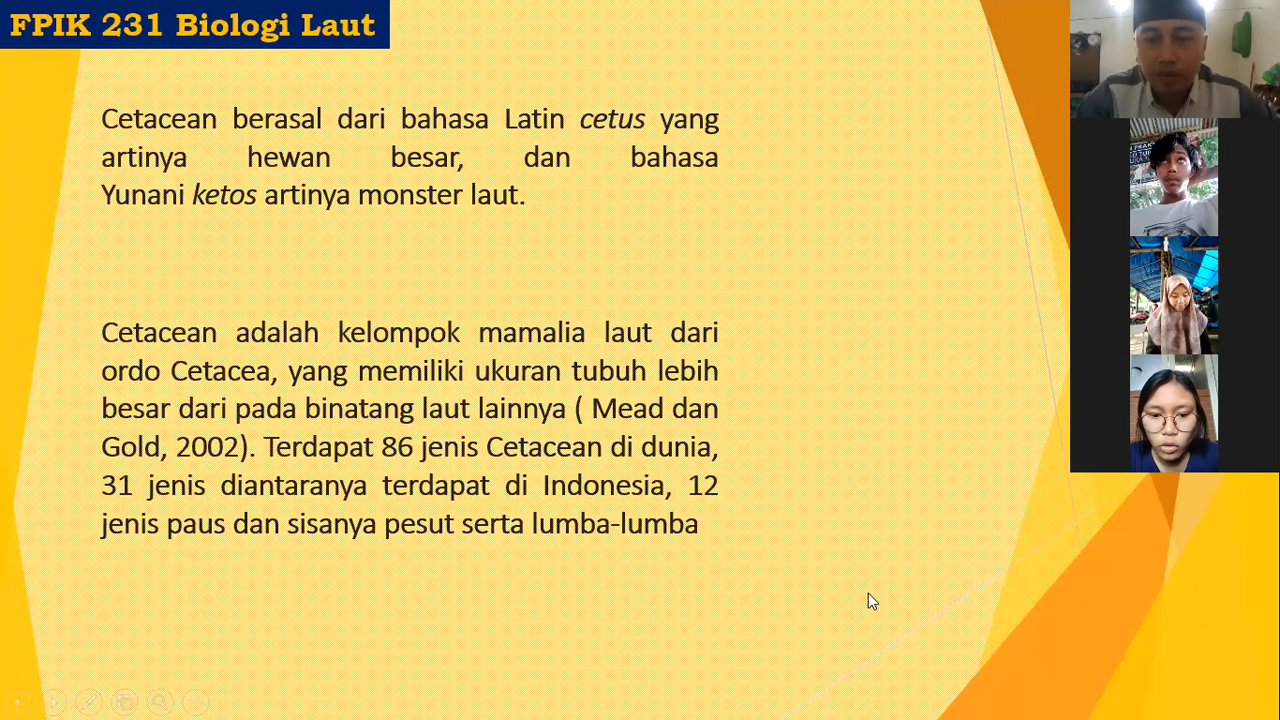 FPIK 231 Biologi Laut
Cetacean berasal dari bahasa Latin cetus yang
artinya hewan besar, dan bahasa
Yunani ketos artinya monster laut.
Cetacean adalah kelompok mamalia laut dari
ordo Cetacea, yang memiliki ukuran tubuh lebih
besar dari pada binatang laut lainnya ( Mead dan
Gold, 2002). Terdapat 86 jenis Cetacean di dunia,
31 jenis diantaranya terdapat di Indonesia, 12
jenis paus dan sisanya pesut serta lumba-lumba